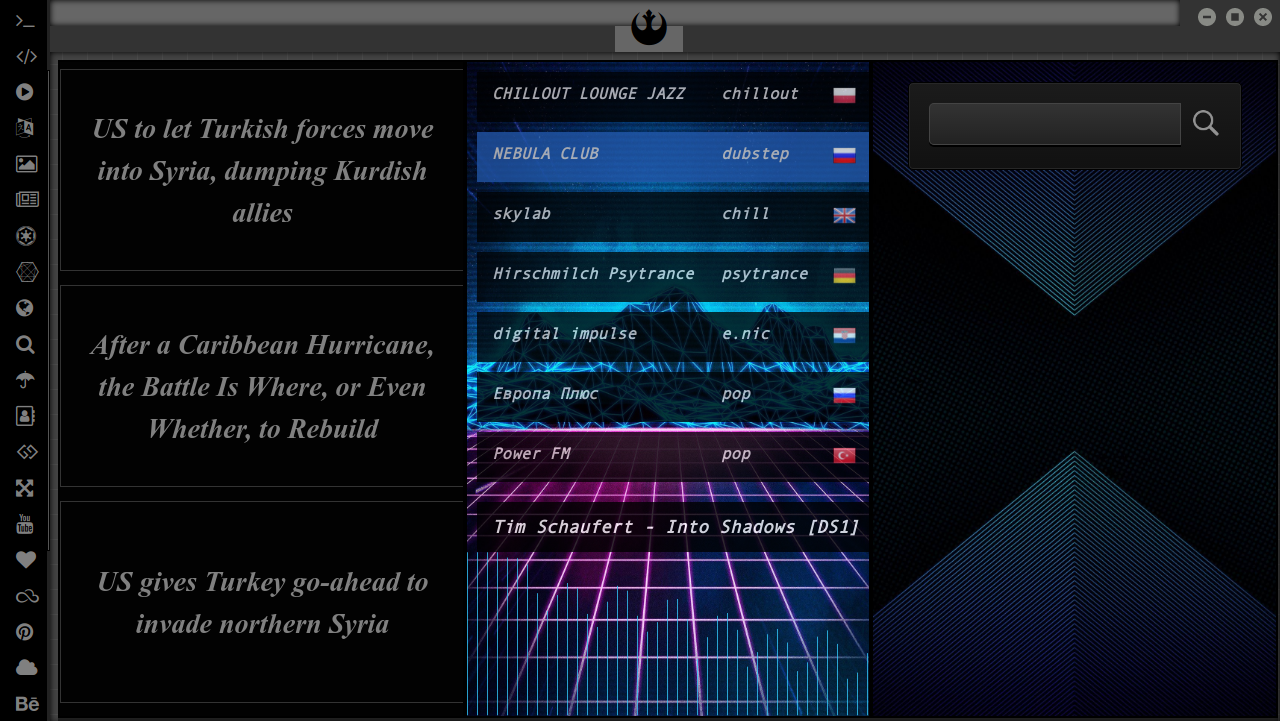 US to let Turkish forces move
into Syria, dumping Kurdish
allies
After a Caribbean Hurricane,
the Battle Is Where, or Even
Whether, to Rebuild
US gives Turkey go-ahead to
invade northern Syria
CHILLOUT LOUNGE JAZZ chillout
NEBULA CLUB dubstep
skylab chill
Hirschmilch Psytrance psytrance
digital impulse e.nic
Европа Плюс pop
Power FM pop
Tim Schaufert - Into Shadows [DS1]
You
Tube
Bē